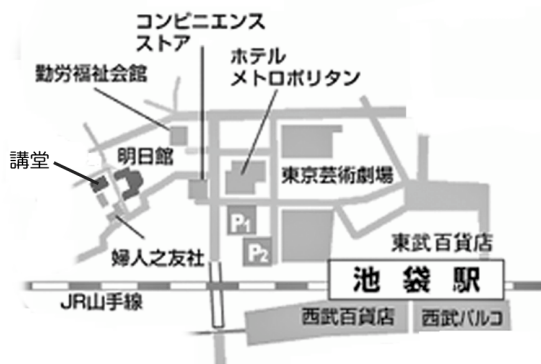 コンビニエンス
ストア
ホテル
メトロポリタン
勤労福祉会館
講堂
明日館
東京芸術劇場
P1
P2
婦人之友社
東武百貨店
池袋駅
JR山手線
西武百貨店
西武パルコ